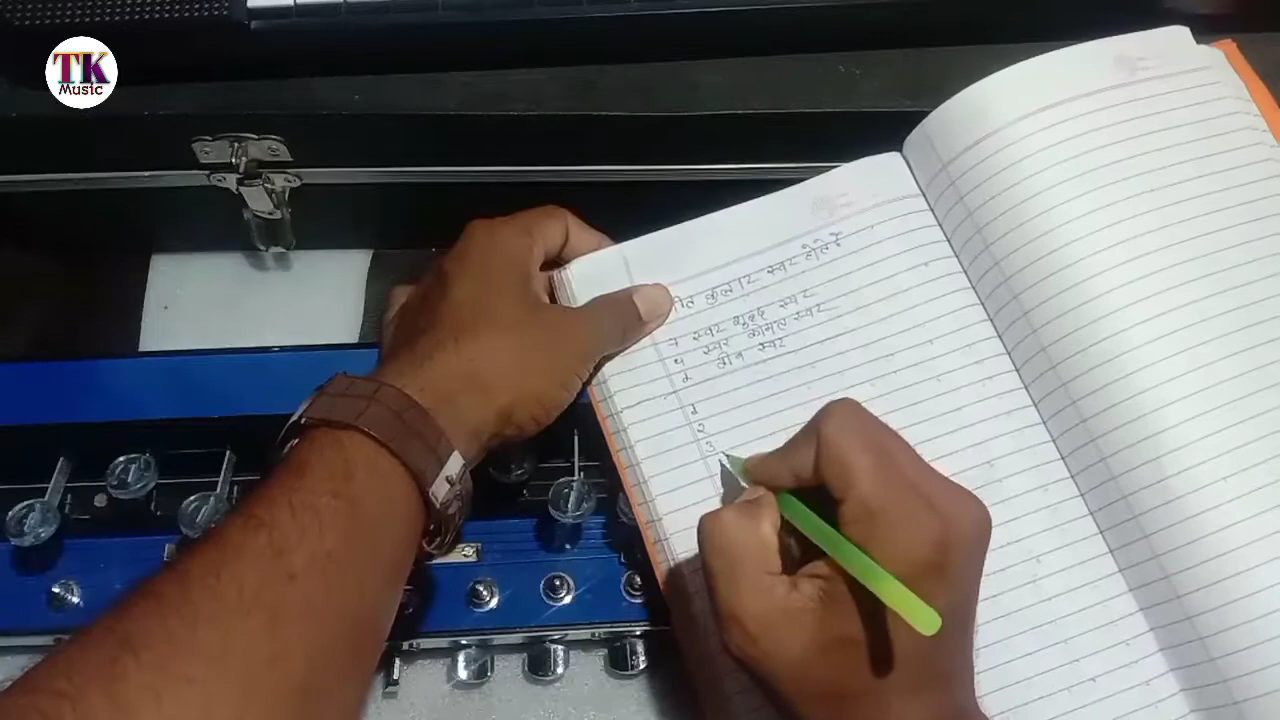 TK
Music
कुल 12 स्वर होते हैं
7 स्वर शुद्ध स्वर
4 स्वर कोमल स्वर
1 तीव्र स्वर
1
2
3